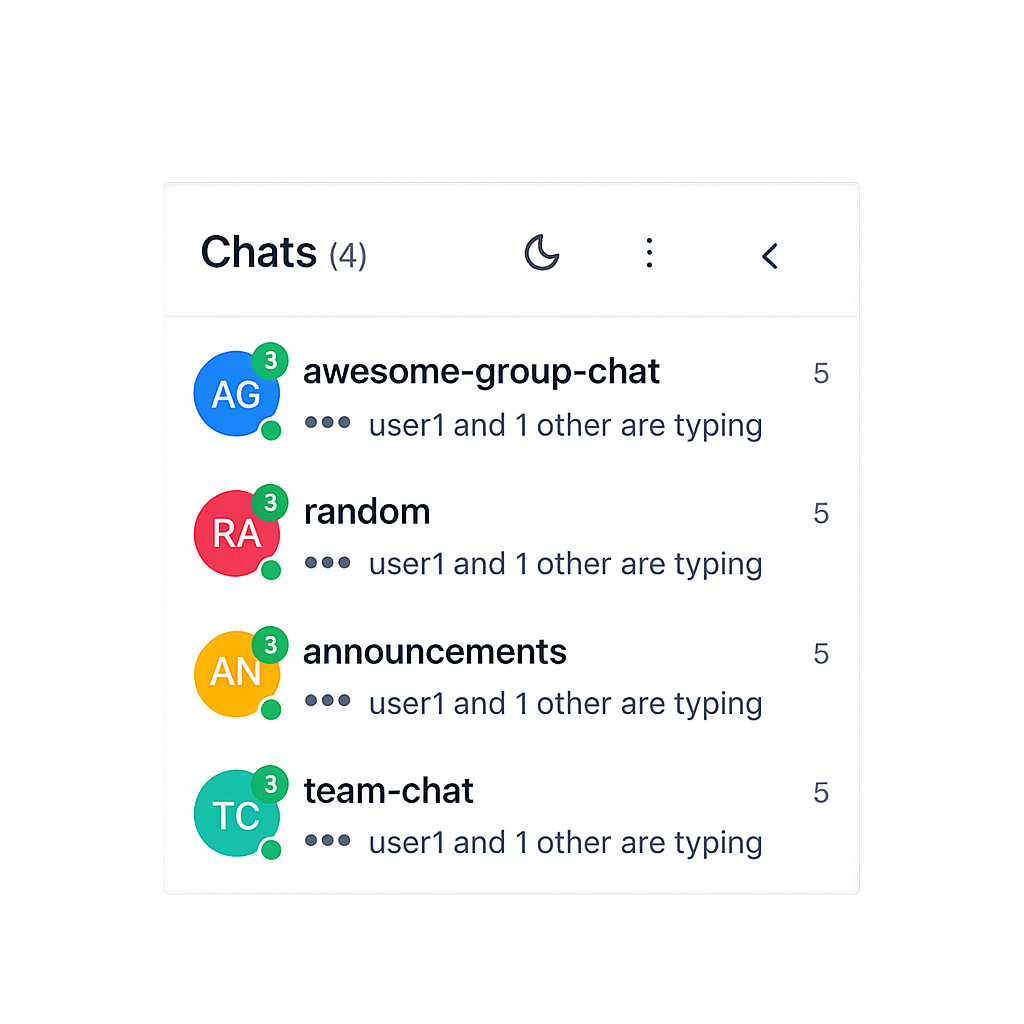 Chats (4)
3
AG
awesome-group-chat
5
••• user1 and 1 other are typing
3
RA
random
5
••• user1 and 1 other are typing
3
AN
announcements
5
••• user1 and 1 other are typing
3
TC
team-chat
5
••• user1 and 1 other are typing